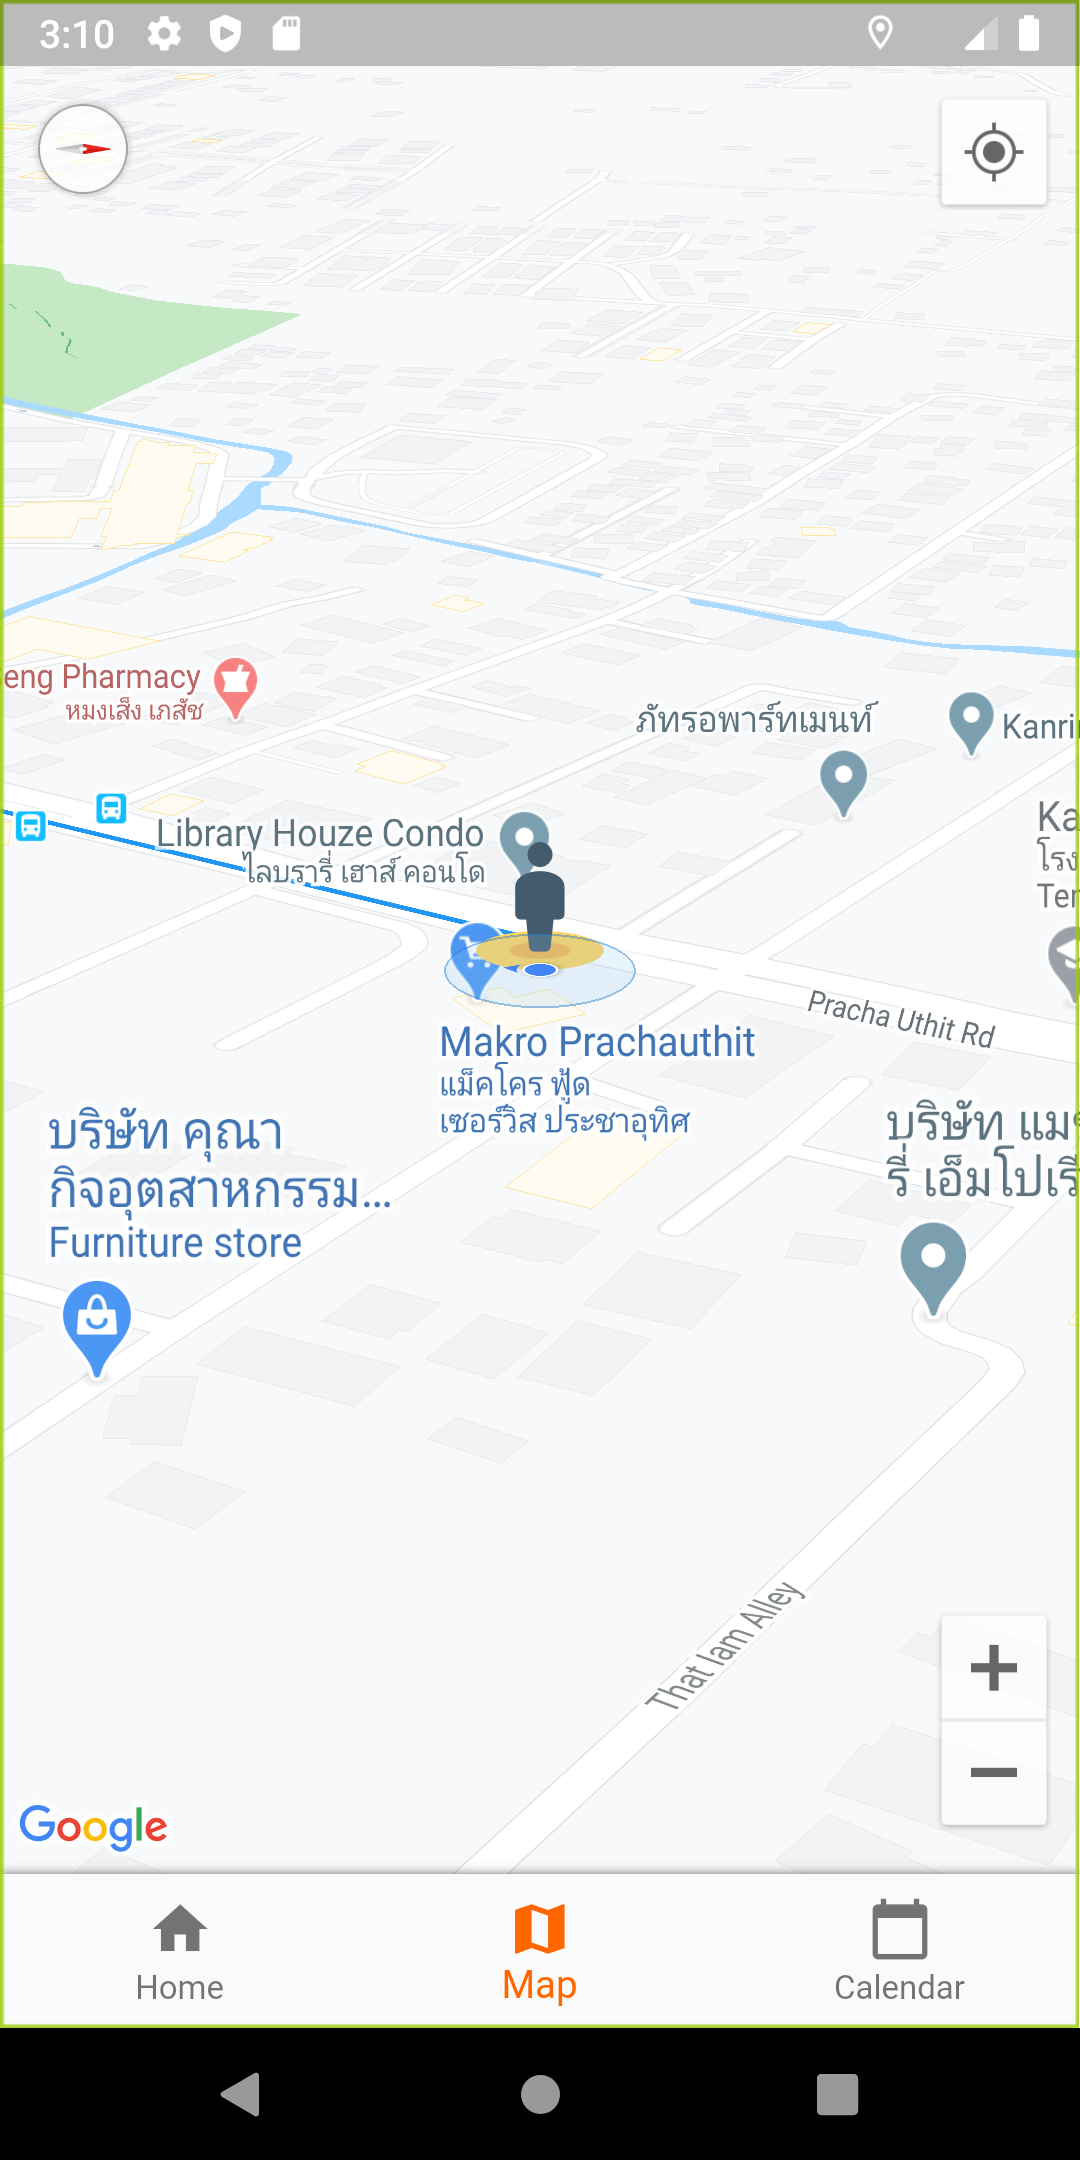 3:10
eng Pharmacy
หมงเส็ง เภสัช
ภัทรอพาร์ทเมนท์
Kanri
Ka
โรง
Ter
Library Houze Condo
ไลบรารี่ เฮาส์ คอนโด
Pracha Uthit Rd
Makro Prachauthit
แม็คโคร ฟู้ด
เซอร์วิส ประชาอุทิศ
บริษัท คุณา
กิจอุตสาหกรรม...
Furniture store
บริษัท แม
รี่ เอ็มโปเรี
That Iam Alley
Google
Home
Map
Calendar